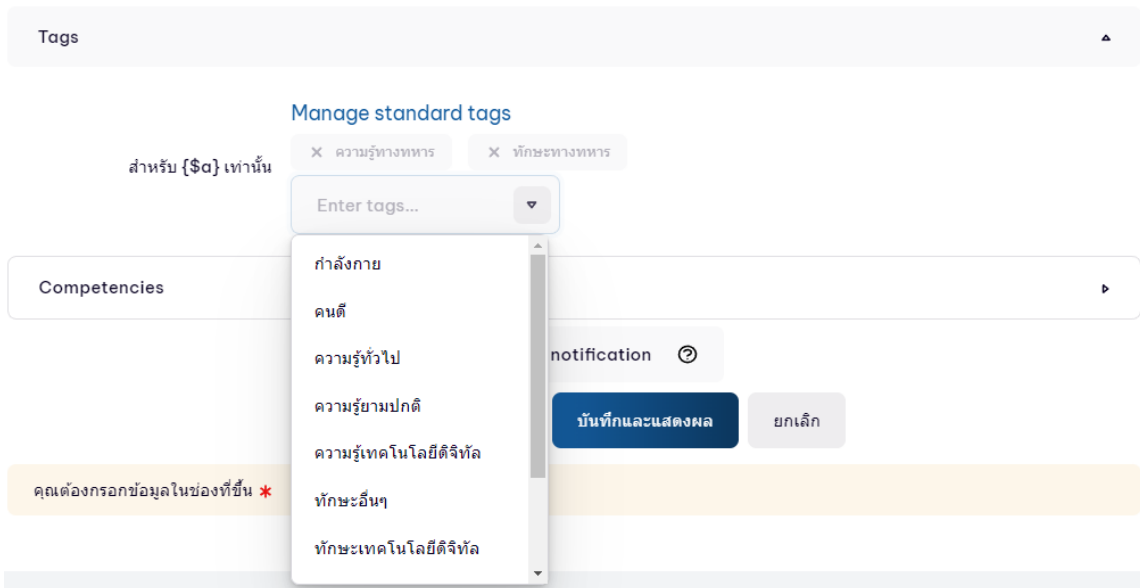 Tags
Manage standard tags
สำหรับ {$a} เท่านั้น
× ความรู้ทางทหาร × ทักษะทางทหาร
Enter tags...
กำลังกาย
คนดี
ความรู้ทั่วไป
ความรู้ยามปกติ
ความรู้เทคโนโลยีดิจิทัล
ทักษะอื่นๆ
ทักษะเทคโนโลยีดิจิทัล
Competencies
notification
บันทึกและแสดงผล ยกเลิก
คุณต้องกรอกข้อมูลในช่องที่ขึ้น *